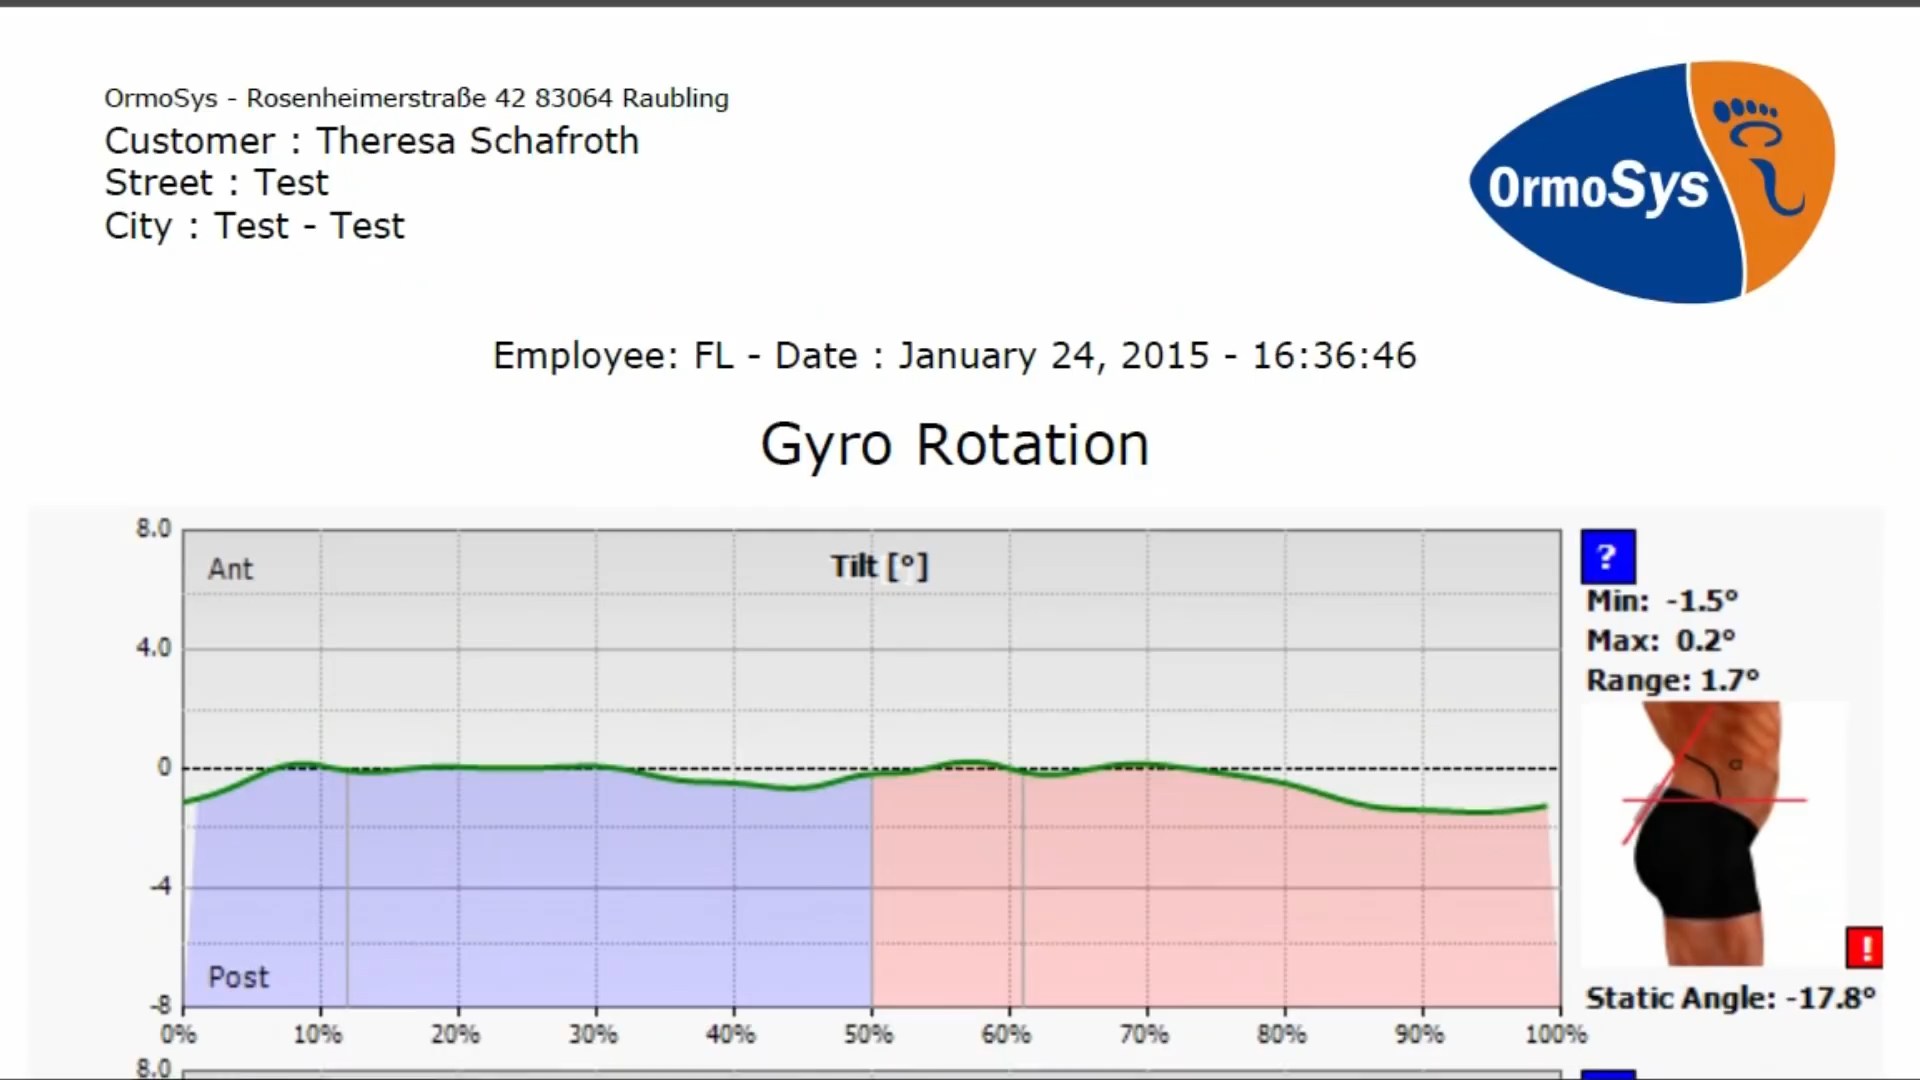 OrmoSys - Rosenheimerstraße 42 83064 Raubling
Customer : Theresa Schafroth
Street : Test
City : Test - Test
OrmoSys
Employee: FL - Date : January 24, 2015 - 16:36:46
Gyro Rotation
8.0
Ant
Tilt [°]
?
Min: -1.5°
Max: 0.2°
Range: 1.7°
4.0
0
α
-4
Post
!
Static Angle: -17.8°
-8
0% 10% 20% 30% 40% 50% 60% 70% 80% 90% 100%
8.0